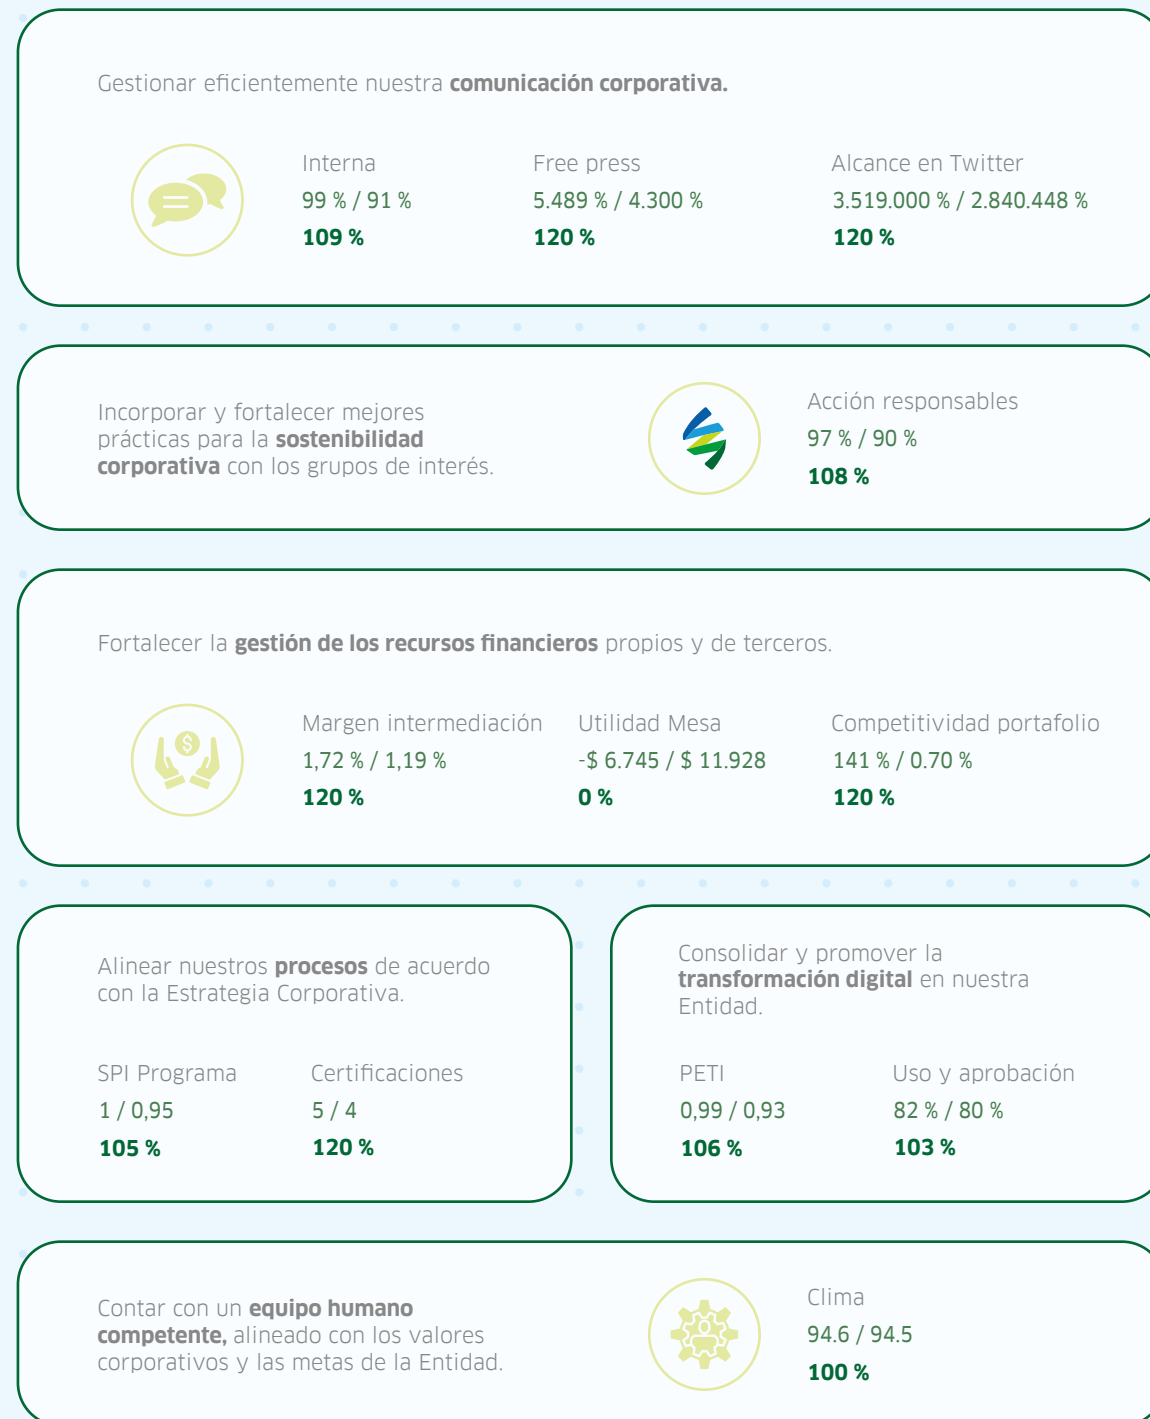 Gestionar eficientemente nuestra comunicación corporativa.
Interna
99 % / 91 %
109 %
Free press
5.489 % / 4.300 %
120 %
Alcance en Twitter
3.519.000 % / 2.840.448 %
120 %
Incorporar y fortalecer mejores
prácticas para la sostenibilidad
corporativa con los grupos de interés.
Acción responsables
97 % / 90 %
108 %
Fortalecer la gestión de los recursos financieros propios y de terceros.
$
Margen intermediación
1,72 % / 1,19 %
120 %
Utilidad Mesa
-$ 6.745 / $ 11.928
0 %
Competitividad portafolio
141 % / 0.70 %
120 %
Alinear nuestros procesos de acuerdo
con la Estrategia Corporativa.
SPI Programa
1 / 0,95
105 %
Certificaciones
5 / 4
120 %
Consolidar y promover la
transformación digital en nuestra
Entidad.
PETI
0,99 / 0,93
106 %
Uso y aprobación
82 % / 80 %
103 %
Contar con un equipo humano
competente, alineado con los valores
corporativos y las metas de la Entidad.
Clima
94.6 / 94.5
100 %